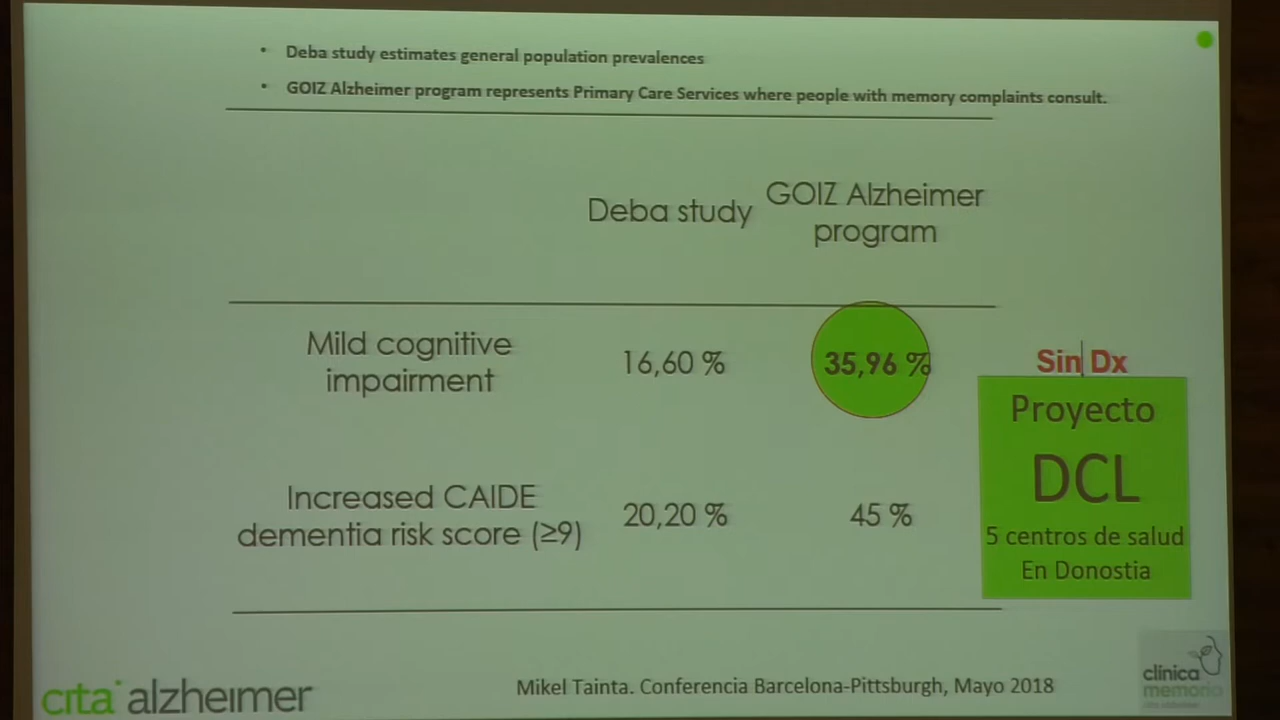 • Deba study estimates general population prevalences
• GOIZ Alzheimer program represents Primary Care Services where people with memory complaints consult.
Deba study
GOIZ Alzheimer
program
Mild cognitive
impairment
16,60 %
35,96 %
Sin Dx
Proyecto
DCL
5 centros de salud
En Donostia
Increased CAIDE
dementia risk score (≥9)
20,20 %
45 %
cita alzheimer
Mikel Tainta. Conferencia Barcelona-Pittsburgh, Mayo 2018
clínica
memoria